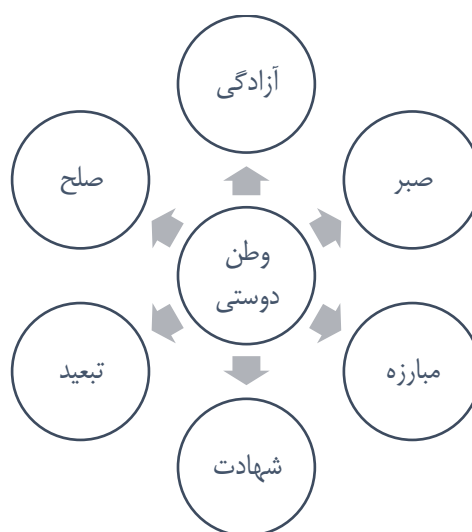 آزادگی
صبر
صلح
وطن
دوستی
مبارزه
تبعید
شهادت